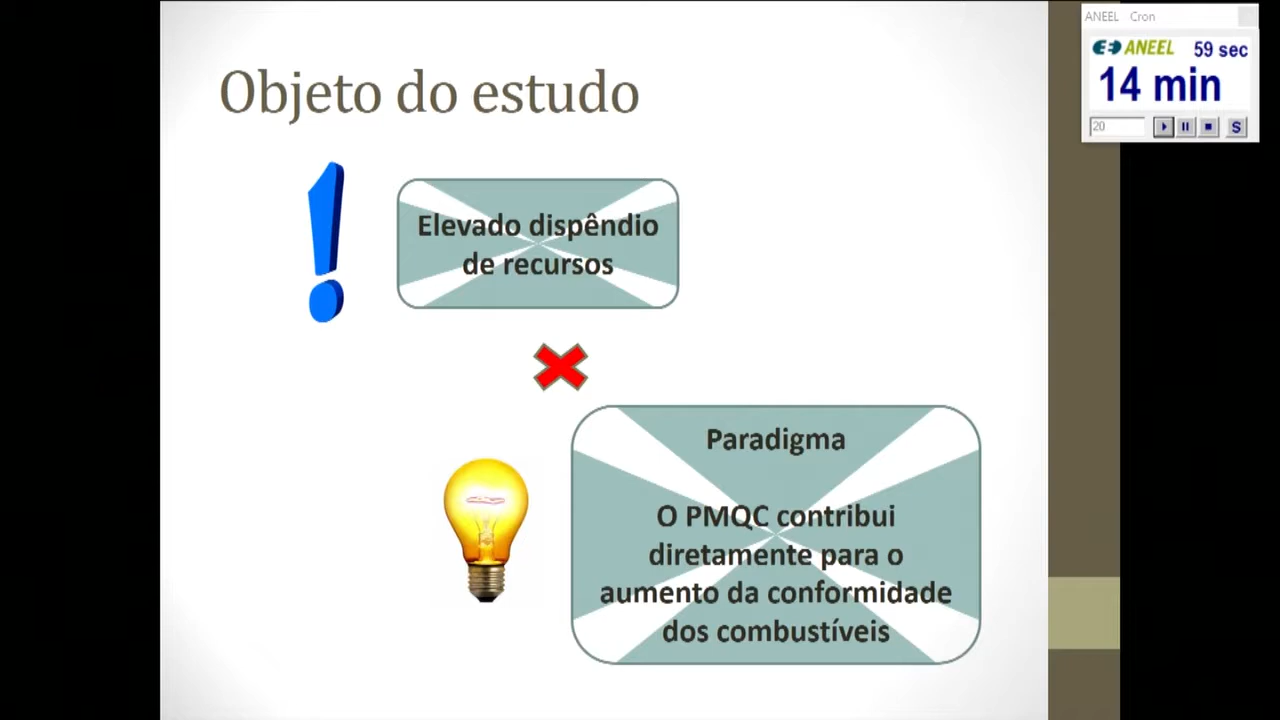 Objeto do estudo
Elevado dispêndio
de recursos
Paradigma
O PMQC contribui
diretamente para o
aumento da conformidade
dos combustíveis
ANEEL Cron
ANEEL 59 sec
14 min
20
S